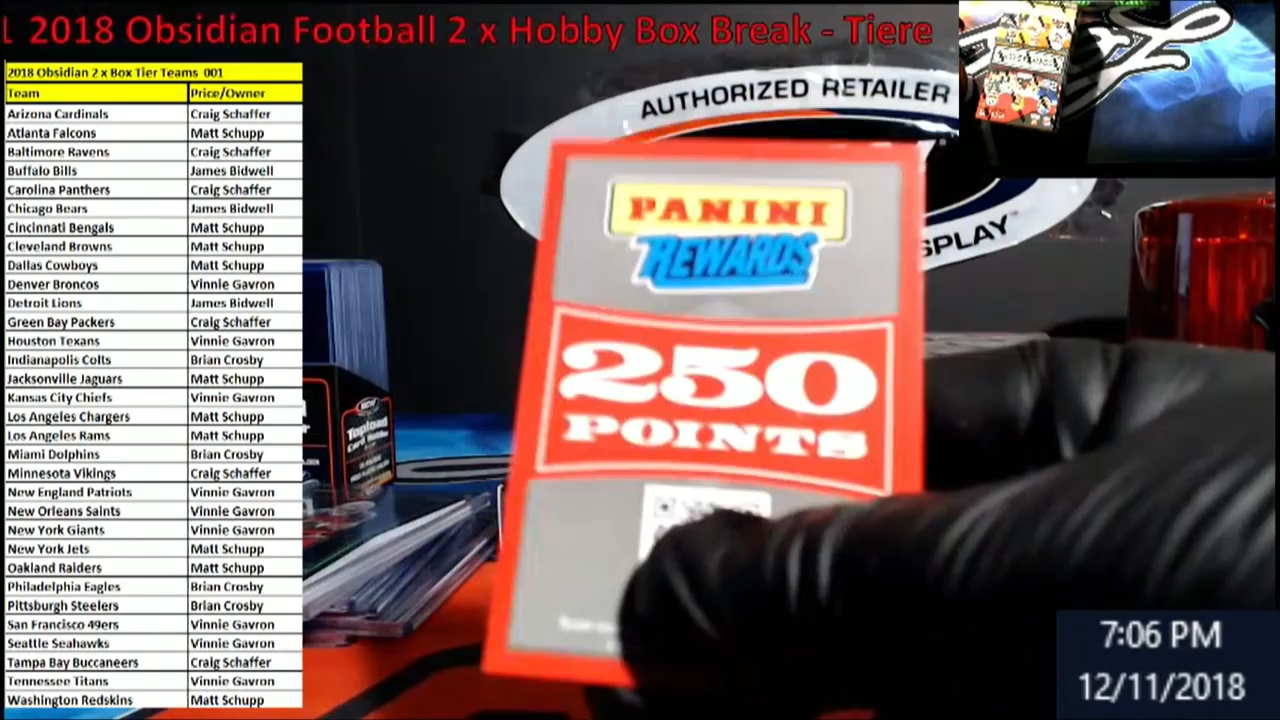 1 2018 Obsidian Football 2 x Hobby Box Break - Tiere
2018 Obsidian 2 x Box Tier Teams 001
Team Price/Owner
Arizona Cardinals Craig Schaffer
Atlanta Falcons Matt Schupp
Baltimore Ravens Craig Schaffer
Buffalo Bills James Bidwell
Carolina Panthers Craig Schaffer
Chicago Bears James Bidwell
Cincinnati Bengals Matt Schupp
Cleveland Browns Matt Schupp
Dallas Cowboys Matt Schupp
Denver Broncos Vinnie Gavron
Detroit Lions James Bidwell
Green Bay Packers Craig Schaffer
Houston Texans Vinnie Gavron
Indianapolis Colts Brian Crosby
Jacksonville Jaguars Matt Schupp
Kansas City Chiefs Vinnie Gavron
Los Angeles Chargers Matt Schupp
Los Angeles Rams Matt Schupp
Miami Dolphins Brian Crosby
Minnesota Vikings Craig Schaffer
New England Patriots Vinnie Gavron
New Orleans Saints Vinnie Gavron
New York Giants Vinnie Gavron
New York Jets Matt Schupp
Oakland Raiders Matt Schupp
Philadelphia Eagles Brian Crosby
Pittsburgh Steelers Brian Crosby
San Francisco 49ers Vinnie Gavron
Seattle Seahawks Vinnie Gavron
Tampa Bay Buccaneers Craig Schaffer
Tennessee Titans Vinnie Gavron
Washington Redskins Matt Schupp
AUTHORIZED RETAILER
SPLAY
PANINI
REWARDS
250
POINTS
Topload
Card Holder
7:06 PM
12/11/2018